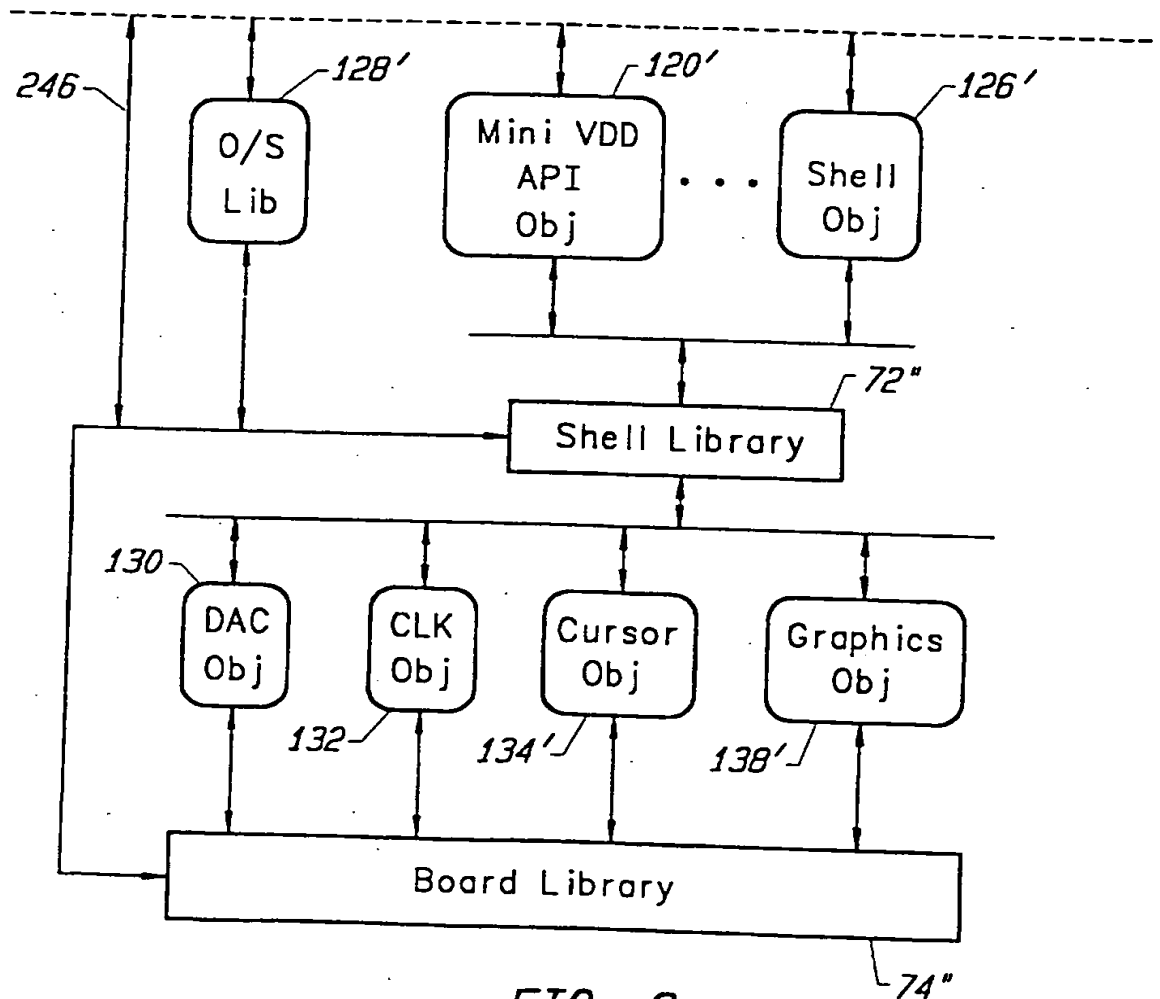 246
128'
120'
126'
O/S
Lib
Mini VDD
API
Obj
. . .
Shell
Obj
72"
Shell Library
130
DAC
Obj
CLK
Obj
Cursor
Obj
Graphics
Obj
132
134'
138'
Board Library
74"